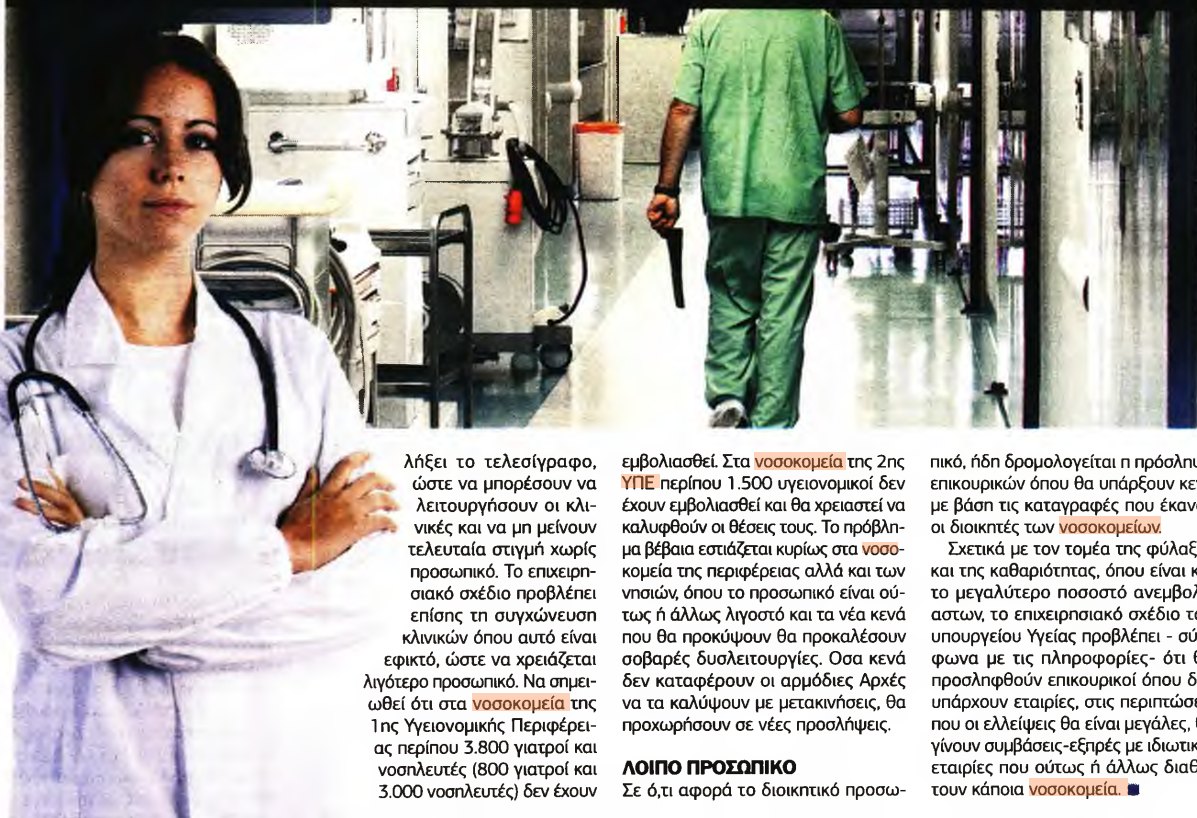 λήξει το τελεσίγραφο,
ώστε να μπορέσουν να
λειτουργήσουν οι κλι-
νικές και να μη μείνουν
τελευταία στιγμή χωρίς
προσωπικό. Το επιχειρη-
σιακό σχέδιο προβλέπει
επίσης τη συγχώνευση
κλινικών όπου αυτό είναι
εφικτό, ώστε να χρειάζεται
λιγότερο προσωπικό. Να σημει-
ωθεί ότι στα νοσοκομεία της
1ης Υγειονομικής Περιφέρει-
ας περίπου 3.800 γιατροί και
νοσηλευτές (800 γιατροί και
3.000 νοσηλευτές) δεν έχουν
εμβολιασθεί. Στα νοσοκομεία της 2ης
ΥΠΕ περίπου 1.500 υγειονομικοί δεν
έχουν εμβολιασθεί και θα χρειαστεί να
καλυφθούν οι θέσεις τους. Το πρόβλη-
μα βέβαια εστιάζεται κυρίως στα νοσο-
κομεία της περιφέρειας αλλά και των
νησιών, όπου το προσωπικό είναι ού-
τως ή άλλως λιγοστό και τα νέα κενά
που θα προκύψουν θα προκαλέσουν
σοβαρές δυσλειτουργίες. Οσα κενά
δεν καταφέρουν οι αρμόδιες Αρχές
να τα καλύψουν με μετακινήσεις, θα
προχωρήσουν σε νέες προσλήψεις.
ΛΟΙΠΟ ΠΡΟΣΩΠΙΚΟ
Σε ό,τι αφορά το διοικητικό προσω-
πικό, ήδη δρομολογείται η πρόσλη
επικουρικών όπου θα υπάρξουν κε
με βάση τις καταγραφές που έκαν
οι διοικητές των νοσοκομείων.
Σχετικά με τον τομέα της φύλαξ
και της καθαριότητας, όπου είναι κ
το μεγαλύτερο ποσοστό ανεμβολ
αστων, το επιχειρησιακό σχέδιο το
υπουργείου Υγείας προβλέπει - σύ
φωνα με τις πληροφορίες- ότι θ
προσληφθούν επικουρικοί όπου δ
υπάρχουν εταιρίες, στις περιπτώσε
που οι ελλείψεις θα είναι μεγάλες,
γίνουν συμβάσεις-εξπρές με ιδιωτικ
εταιρίες που ούτως ή άλλως διαθ
τουν κάποια νοσοκομεία.